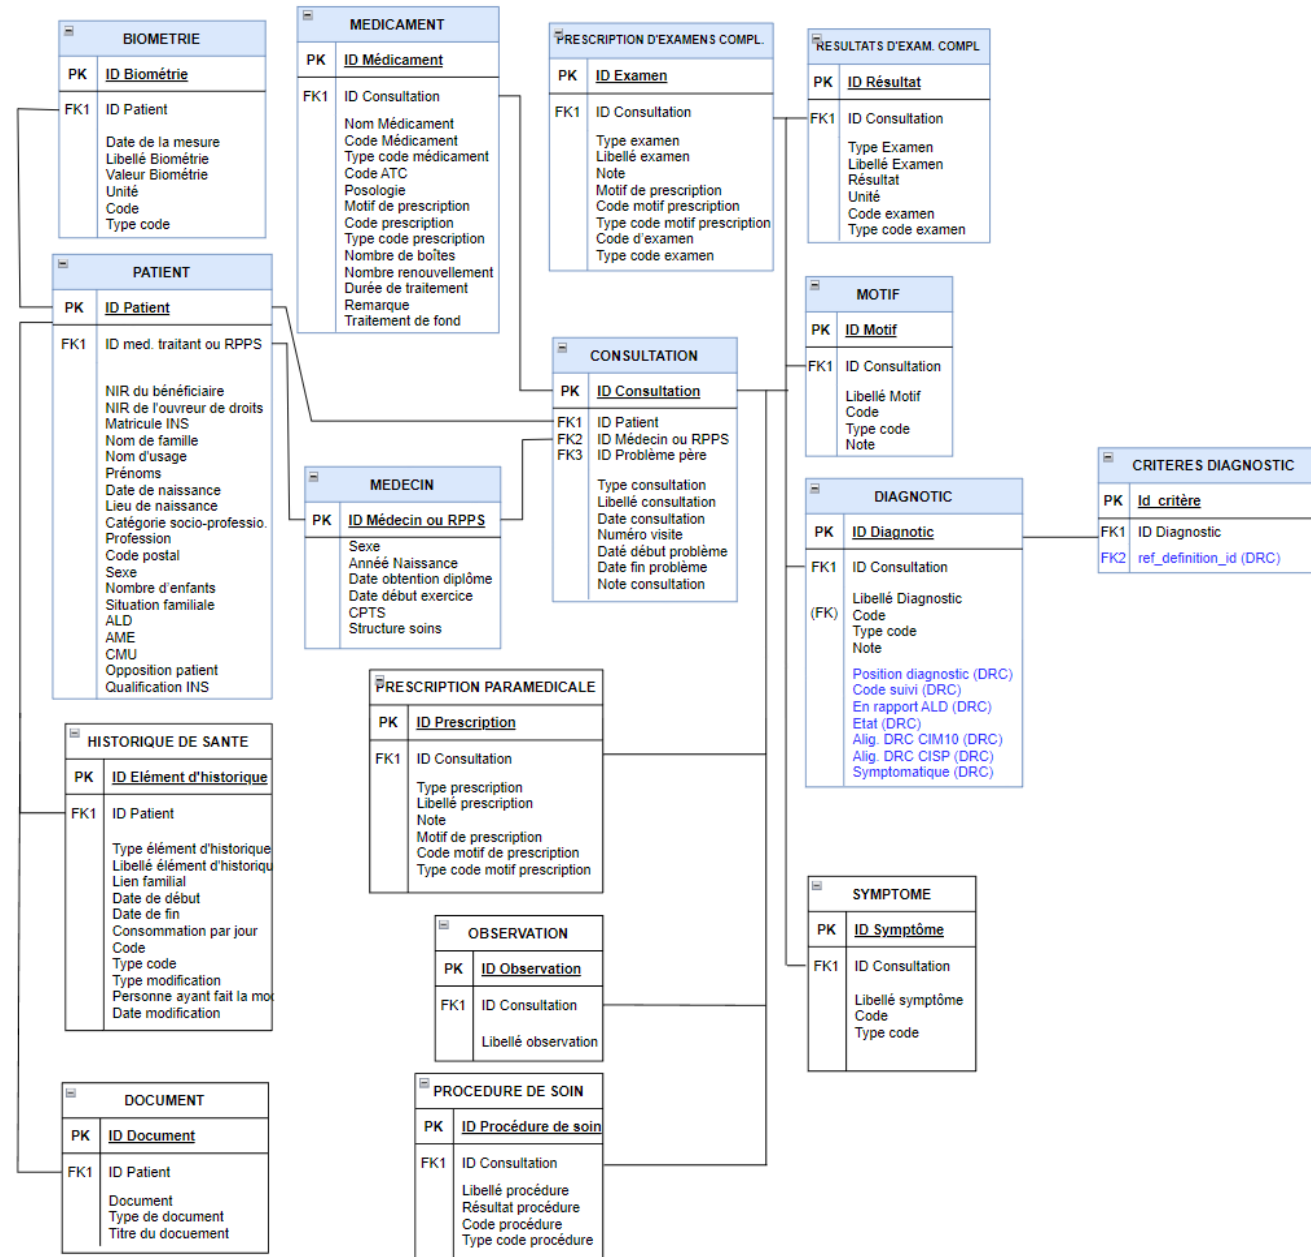 BIOMETRIE
PK ID Biométrie
FK1 ID Patient
Date de la mesure
Libellé Biométrie
Valeur Biométrie
Unité
Code
Type code
MEDICAMENT
PK ID Médicament
FK1 ID Consultation
Nom Médicament
Code Médicament
Type code médicament
Code ATC
Posologie
Motif de prescription
Code prescription
Type code prescription
Nombre de boîtes
Nombre renouvellement
Durée de traitement
Remarque
Traitement de fond
PRESCRIPTION D'EXAMENS COMPL.
PK ID Examen
FK1 ID Consultation
Type examen
Libellé examen
Note
Motif de prescription
Code motif prescription
Type code motif prescription
Code d'examen
Type code examen
RESULTATS D'EXAM. COMPL
PK ID Résultat
FK1 ID Consultation
Type Examen
Libellé Examen
Résultat
Unité
Code examen
Type code examen
PATIENT
PK ID Patient
FK1 ID med. traitant ou RPPS
NIR du bénéficiaire
NIR de l'ouvreur de droits
Matricule INS
Nom de famille
Nom d'usage
Prénoms
Date de naissance
Lieu de naissance
Catégorie socio-professio.
Profession
Code postal
Sexe
Nombre d'enfants
Situation familiale
ALD
AME
CMU
Opposition patient
Qualification INS
MOTIF
PK ID Motif
FK1 ID Consultation
Libellé Motif
Code
Type code
Note
CONSULTATION
PK ID Consultation
FK1 ID Patient
FK2 ID Médecin ou RPPS
FK3 ID Problème père
Type consultation
Libellé consultation
Date consultation
Numéro visite
Daté début problème
Date fin problème
Note consultation
MEDECIN
PK ID Médecin ou RPPS
Sexe
Annéé Naissance
Date obtention diplôme
Date début exercice
CPTS
Structure soins
DIAGNOTIC
PK ID Diagnotic
FK1 ID Consultation
Libellé Diagnostic
(FK) Code
Type code
Note
Position diagnostic (DRC)
Code suivi (DRC)
En rapport ALD (DRC)
Etat (DRC)
Alig. DRC CIM10 (DRC)
Alig. DRC CISP (DRC)
Symptomatique (DRC)
CRITERES DIAGNOSTIC
PK Id_critère
FK1 ID Diagnostic
FK2 ref_definition_id (DRC)
PRESCRIPTION PARAMEDICALE
PK ID Prescription
FK1 ID Consultation
Type prescription
Libellé prescription
Note
Motif de prescription
Code motif de prescription
Type code motif prescription
HISTORIQUE DE SANTE
PK ID Elément d'historique
FK1 ID Patient
Type élément d'historique
Libellé élément d'historiqu
Lien familial
Date de début
Date de fin
Consommation par jour
Code
Type code
Type modification
Personne ayant fait la mod
Date modification
SYMPTOME
PK ID Symptôme
FK1 ID Consultation
Libellé symptôme
Code
Type code
OBSERVATION
PK ID Observation
FK1 ID Consultation
Libellé observation
PROCEDURE DE SOIN
PK ID Procédure de soin
FK1 ID Consultation
Libellé procédure
Résultat procédure
Code procédure
Type code procédure
DOCUMENT
PK ID Document
FK1 ID Patient
Document
Type de document
Titre du docuement